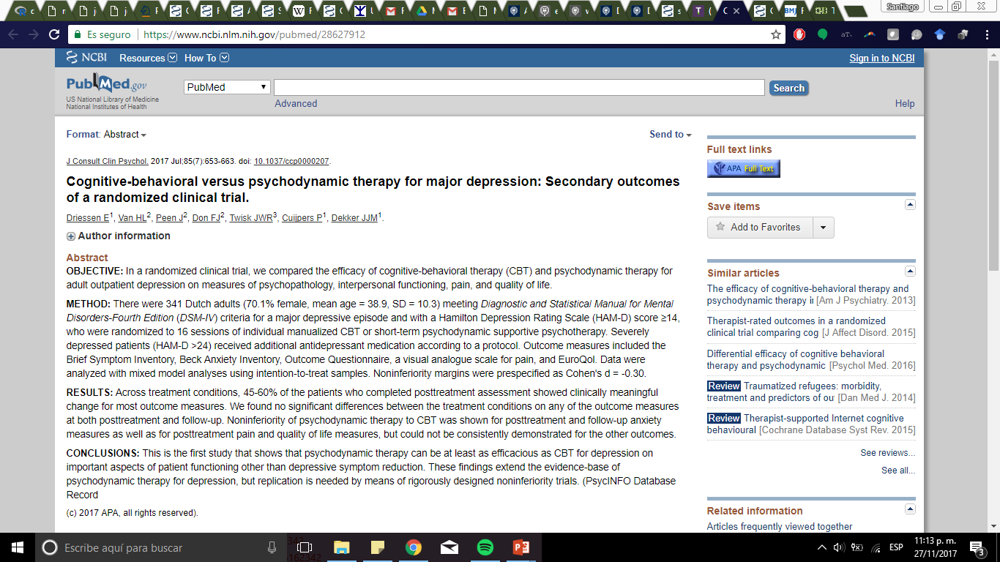 Santiago
Es seguro | https://www.ncbi.nlm.nih.gov/pubmed/28627912
NCBI Resources How To Sign in to NCBI
PubMed.gov
US National Library of Medicine
National Institutes of Health
PubMed
Search
Advanced
Help
Format: Abstract
Send to
J Consult Clin Psychol. 2017 Jul;85(7):653-663. doi: 10.1037/ccp0000207.
Cognitive-behavioral versus psychodynamic therapy for major depression: Secondary outcomes
of a randomized clinical trial.
Driessen E1, Van HL2, Peen J2, Don FJ2, Twisk JWR3, Cuijpers P1, Dekker JJM1.
Author information
Abstract
OBJECTIVE: In a randomized clinical trial, we compared the efficacy of cognitive-behavioral therapy (CBT) and psychodynamic therapy for
adult outpatient depression on measures of psychopathology, interpersonal functioning, pain, and quality of life.
METHOD: There were 341 Dutch adults (70.1% female, mean age = 38.9, SD = 10.3) meeting Diagnostic and Statistical Manual for Mental
Disorders-Fourth Edition (DSM-IV) criteria for a major depressive episode and with a Hamilton Depression Rating Scale (HAM-D) score ≥14,
who were randomized to 16 sessions of individual manualized CBT or short-term psychodynamic supportive psychotherapy. Severely
depressed patients (HAM-D >24) received additional antidepressant medication according to a protocol. Outcome measures included the
Brief Symptom Inventory, Beck Anxiety Inventory, Outcome Questionnaire, a visual analogue scale for pain, and EuroQol. Data were
analyzed with mixed model analyses using intention-to-treat samples. Noninferiority margins were prespecified as Cohen's d = -0.30.
RESULTS: Across treatment conditions, 45-60% of the patients who completed posttreatment assessment showed clinically meaningful
change for most outcome measures. We found no significant differences between the treatment conditions on any of the outcome measures
at both posttreatment and follow-up. Noninferiority of psychodynamic therapy to CBT was shown for posttreatment and follow-up anxiety
measures as well as for posttreatment pain and quality of life measures, but could not be consistently demonstrated for the other outcomes.
CONCLUSIONS: This is the first study that shows that psychodynamic therapy can be at least as efficacious as CBT for depression on
important aspects of patient functioning other than depressive symptom reduction. These findings extend the evidence-base of
psychodynamic therapy for depression, but replication is needed by means of rigorously designed noninferiority trials. (PsycINFO Database
Record
(c) 2017 APA, all rights reserved).
Full text links
APA Full Text
Save items
Add to Favorites
Similar articles
The efficacy of cognitive-behavioral therapy and
psychodynamic therapy i [Am J Psychiatry. 2013]
Therapist-rated outcomes in a randomized
clinical trial comparing cog [J Affect Disord. 2015]
Differential efficacy of cognitive behavioral
therapy and psychodynamic [Psychol Med. 2016]
Review Traumatized refugees: morbidity,
treatment and predictors of ou [Dan Med J. 2014]
Review Therapist-supported Internet cognitive
behavioural [Cochrane Database Syst Rev. 2015]
See reviews...
See all...
Related information
Articles frequently viewed together
Escribe aquí para buscar
ESP
11:13 p. m.
27/11/2017
3